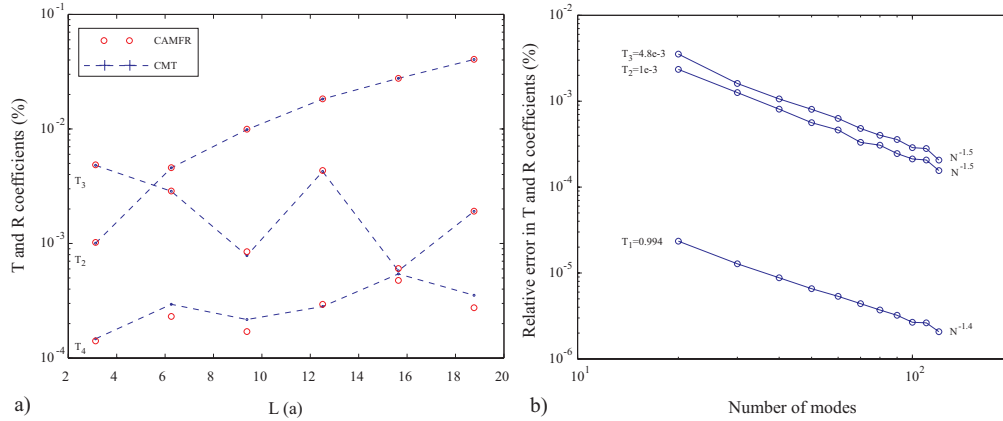 10^-1
10^-2
10^-3
10^-4
T and R coefficients (%)
CAMFR
CMT
T_3
T_2
T_4
2 4 6 8 10 12 14 16 18 20
L (a)
a)
10^-2
10^-3
10^-4
10^-5
10^-6
Relative error in T and R coefficients (%)
T_3=4.8e-3
T_2=1e-3
N^-1.5
N^-1.5
T_1=0.994
N^-1.4
10^1 10^2
Number of modes
b)